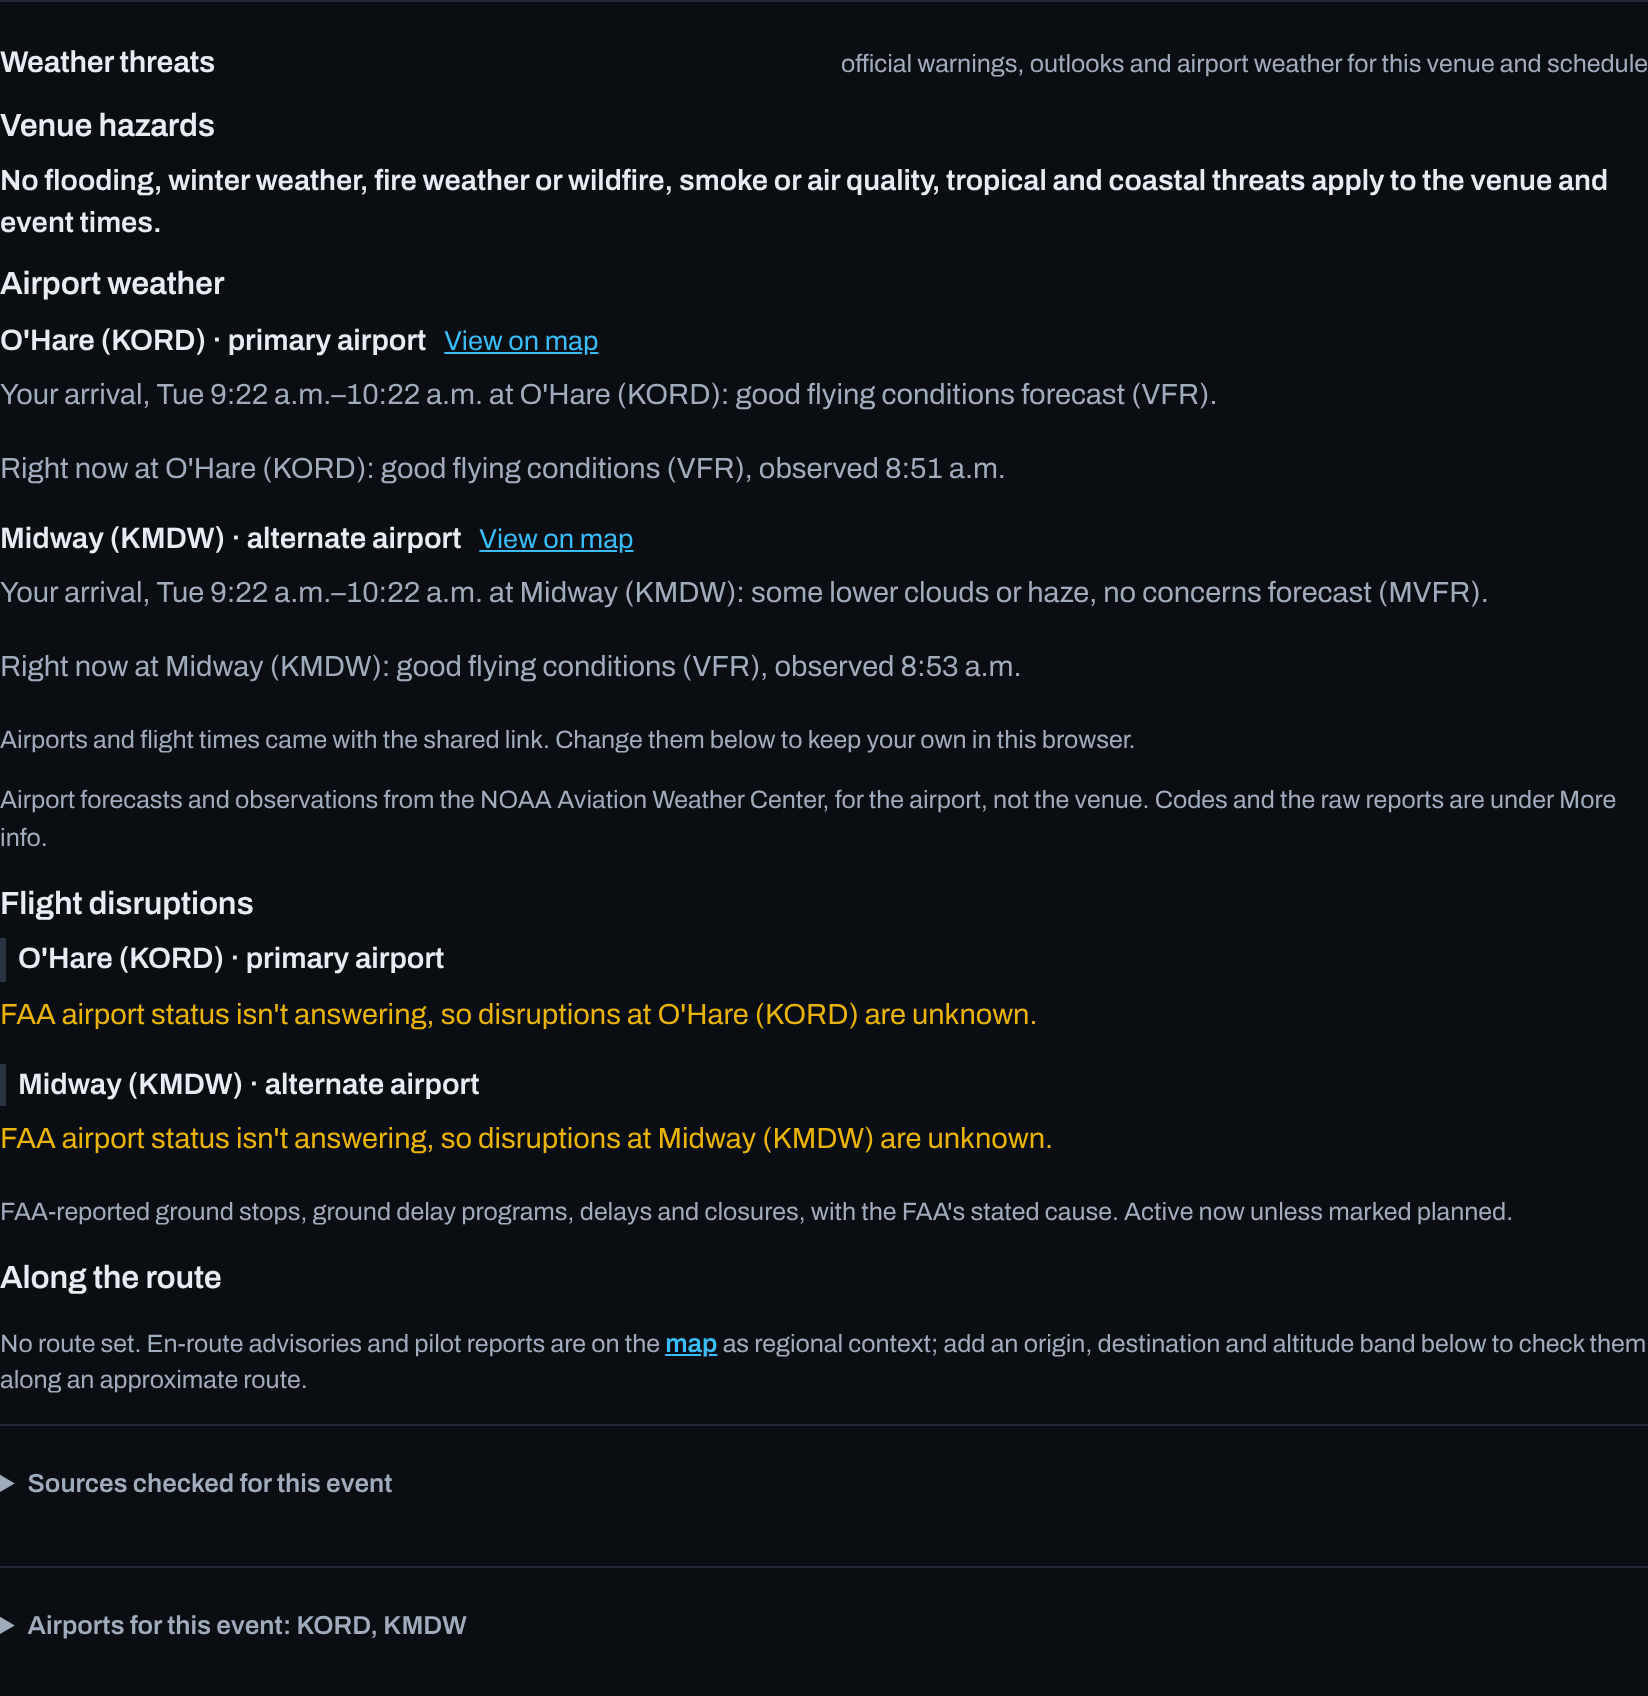 Weather threats
official warnings, outlooks and airport weather for this venue and schedule
Venue hazards
No flooding, winter weather, fire weather or wildfire, smoke or air quality, tropical and coastal threats apply to the venue and
event times.
Airport weather
O'Hare (KORD) · primary airport View on map
Your arrival, Tue 9:22 a.m.–10:22 a.m. at O'Hare (KORD): good flying conditions forecast (VFR).
Right now at O'Hare (KORD): good flying conditions (VFR), observed 8:51 a.m.
Midway (KMDW) · alternate airport View on map
Your arrival, Tue 9:22 a.m.–10:22 a.m. at Midway (KMDW): some lower clouds or haze, no concerns forecast (MVFR).
Right now at Midway (KMDW): good flying conditions (VFR), observed 8:53 a.m.
Airports and flight times came with the shared link. Change them below to keep your own in this browser.
Airport forecasts and observations from the NOAA Aviation Weather Center, for the airport, not the venue. Codes and the raw reports are under More
info.
Flight disruptions
O'Hare (KORD) · primary airport
FAA airport status isn't answering, so disruptions at O'Hare (KORD) are unknown.
Midway (KMDW) · alternate airport
FAA airport status isn't answering, so disruptions at Midway (KMDW) are unknown.
FAA-reported ground stops, ground delay programs, delays and closures, with the FAA's stated cause. Active now unless marked planned.
Along the route
No route set. En-route advisories and pilot reports are on the map as regional context; add an origin, destination and altitude band below to check them
along an approximate route.
Sources checked for this event
Airports for this event: KORD, KMDW